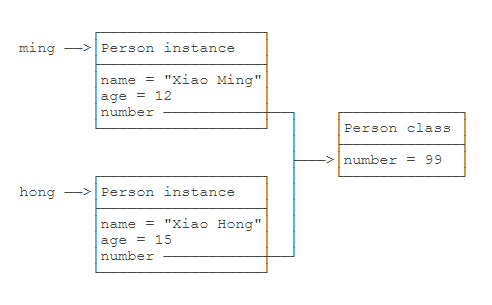 ming ──>│Person instance
name = "Xiao Ming"
age = 12
number
Person class
number = 99
hong ──>│Person instance
name = "Xiao Hong"
age = 15
number